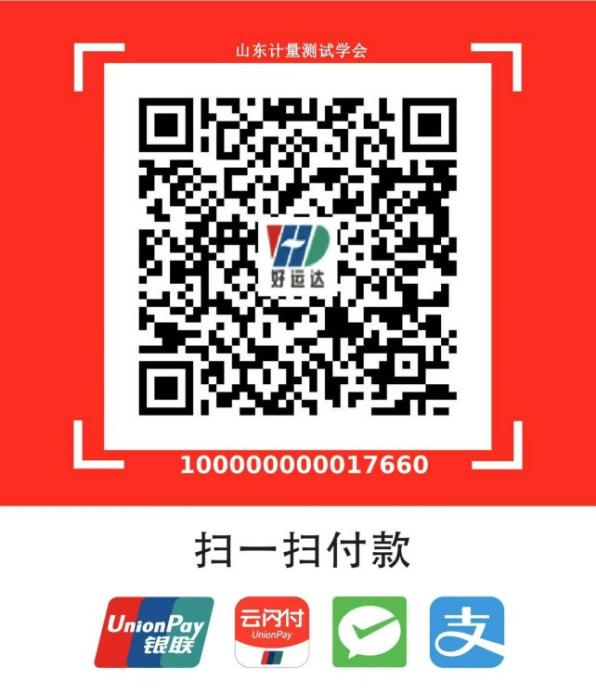 山东计量测试学会
好运达
100000000017660
扫一扫付款
UnionPay
银联
云闪付
UnionPay
支